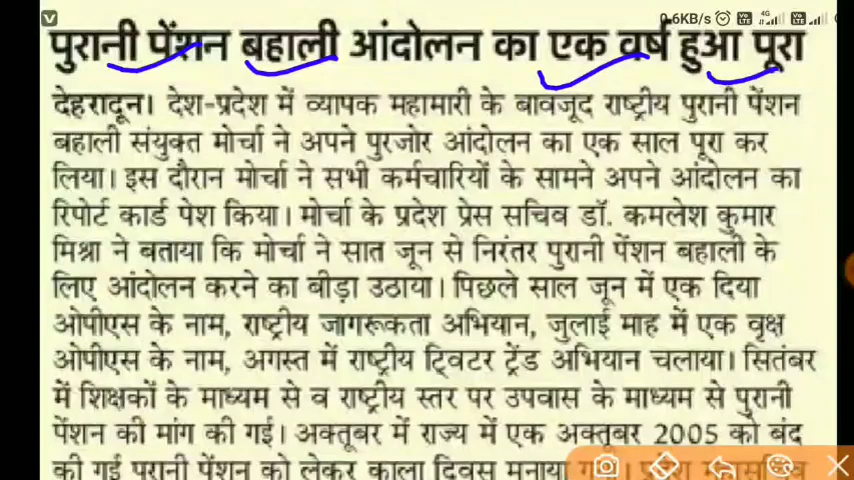 0.6KB/s
4G
पुरानी पेंशन बहाली आंदोलन का एक वर्ष हुआ पूरा
देहरादून। देश-प्रदेश में व्यापक महामारी के बावजूद राष्ट्रीय पुरानी पेंशन
बहाली संयुक्त मोर्चा ने अपने पुरजोर आंदोलन का एक साल पूरा कर
लिया। इस दौरान मोर्चा ने सभी कर्मचारियों के सामने अपने आंदोलन का
रिपोर्ट कार्ड पेश किया। मोर्चा के प्रदेश प्रेस सचिव डॉ. कमलेश कुमार
मिश्रा ने बताया कि मोर्चा ने सात जून से निरंतर पुरानी पेंशन बहाली के
लिए आंदोलन करने का बीड़ा उठाया। पिछले साल जून में एक दिया
ओपीएस के नाम, राष्ट्रीय जागरूकता अभियान, जुलाई माह में एक वृक्ष
ओपीएस के नाम, अगस्त में राष्ट्रीय ट्विटर ट्रेंड अभियान चलाया। सितंबर
में शिक्षकों के माध्यम से व राष्ट्रीय स्तर पर उपवास के माध्यम से पुरानी
पेंशन की मांग की गई। अक्तूबर में राज्य में एक अक्तूबर 2005 को बंद
की गई पुरानी पेंशन को लेकर काला दिवस मनाया